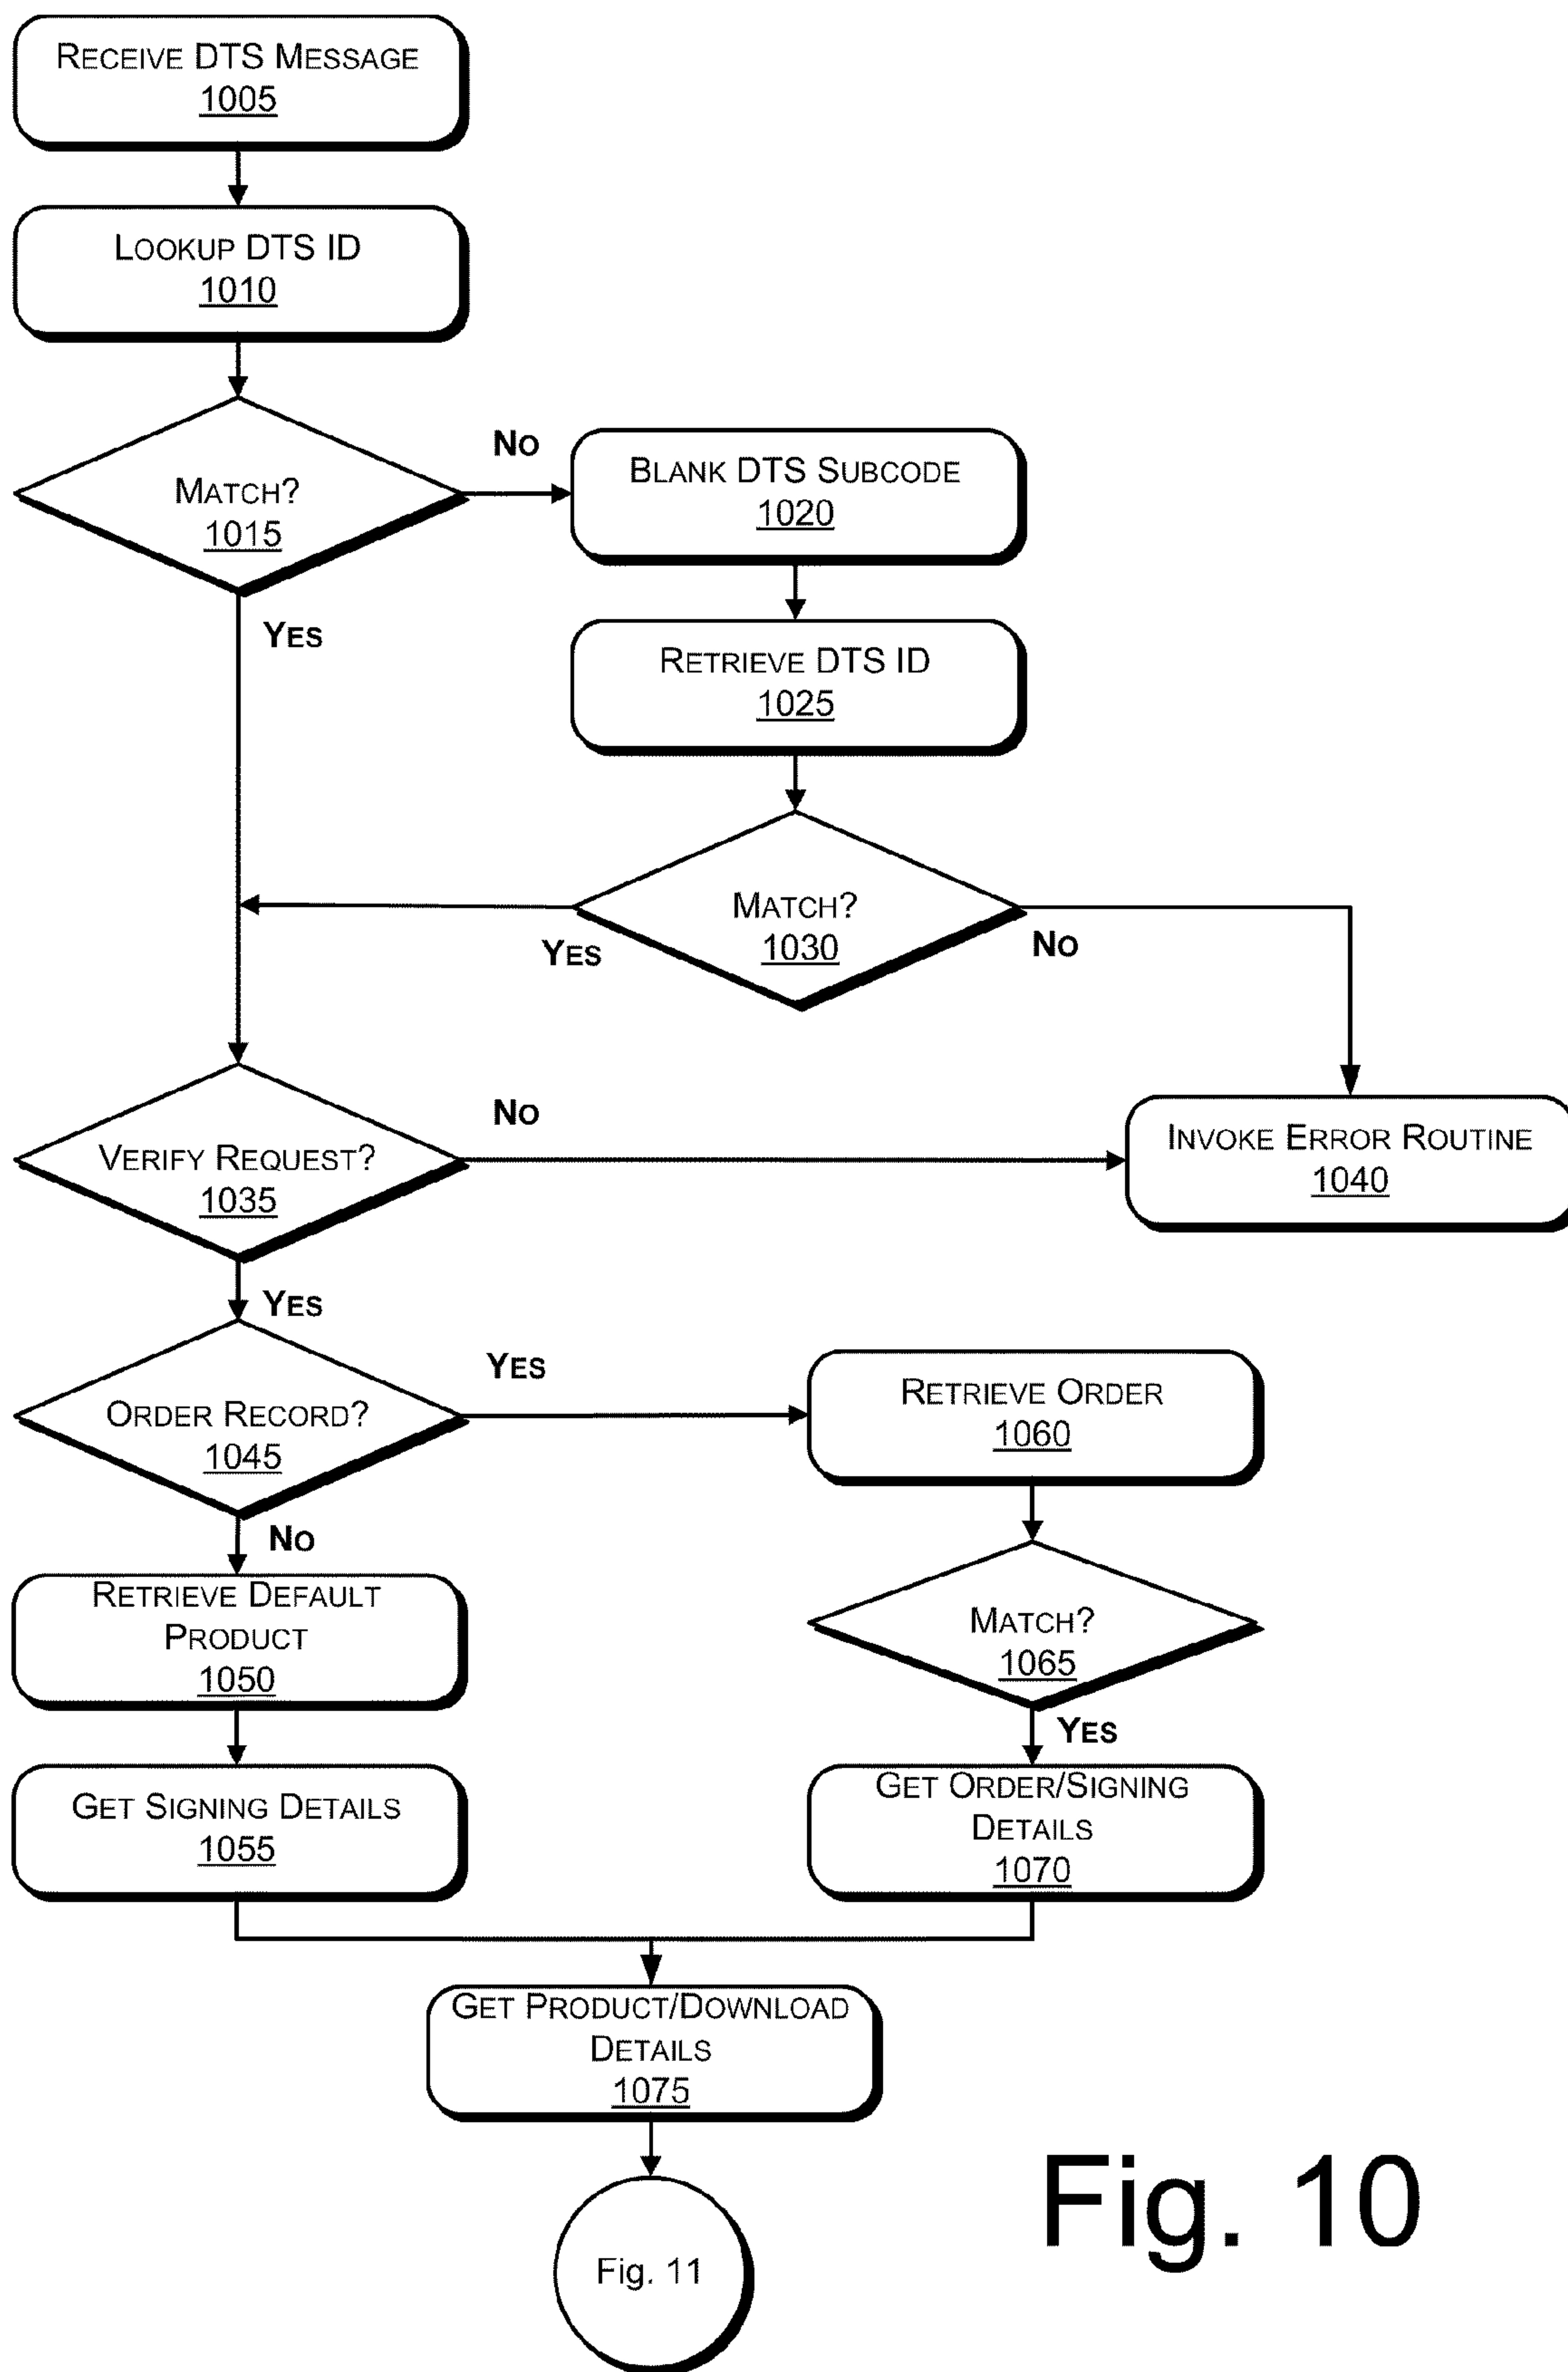 RECEIVE DTS MESSAGE
1005
LOOKUP DTS ID
1010
MATCH?
1015
NO
YES
BLANK DTS SUBCODE
1020
RETRIEVE DTS ID
1025
MATCH?
1030
YES
NO
VERIFY REQUEST?
1035
NO
YES
INVOKE ERROR ROUTINE
1040
ORDER RECORD?
1045
YES
NO
RETRIEVE ORDER
1060
RETRIEVE DEFAULT
PRODUCT
1050
MATCH?
1065
YES
GET SIGNING DETAILS
1055
GET ORDER/SIGNING
DETAILS
1070
GET PRODUCT/DOWNLOAD
DETAILS
1075
Fig. 11
Fig. 10